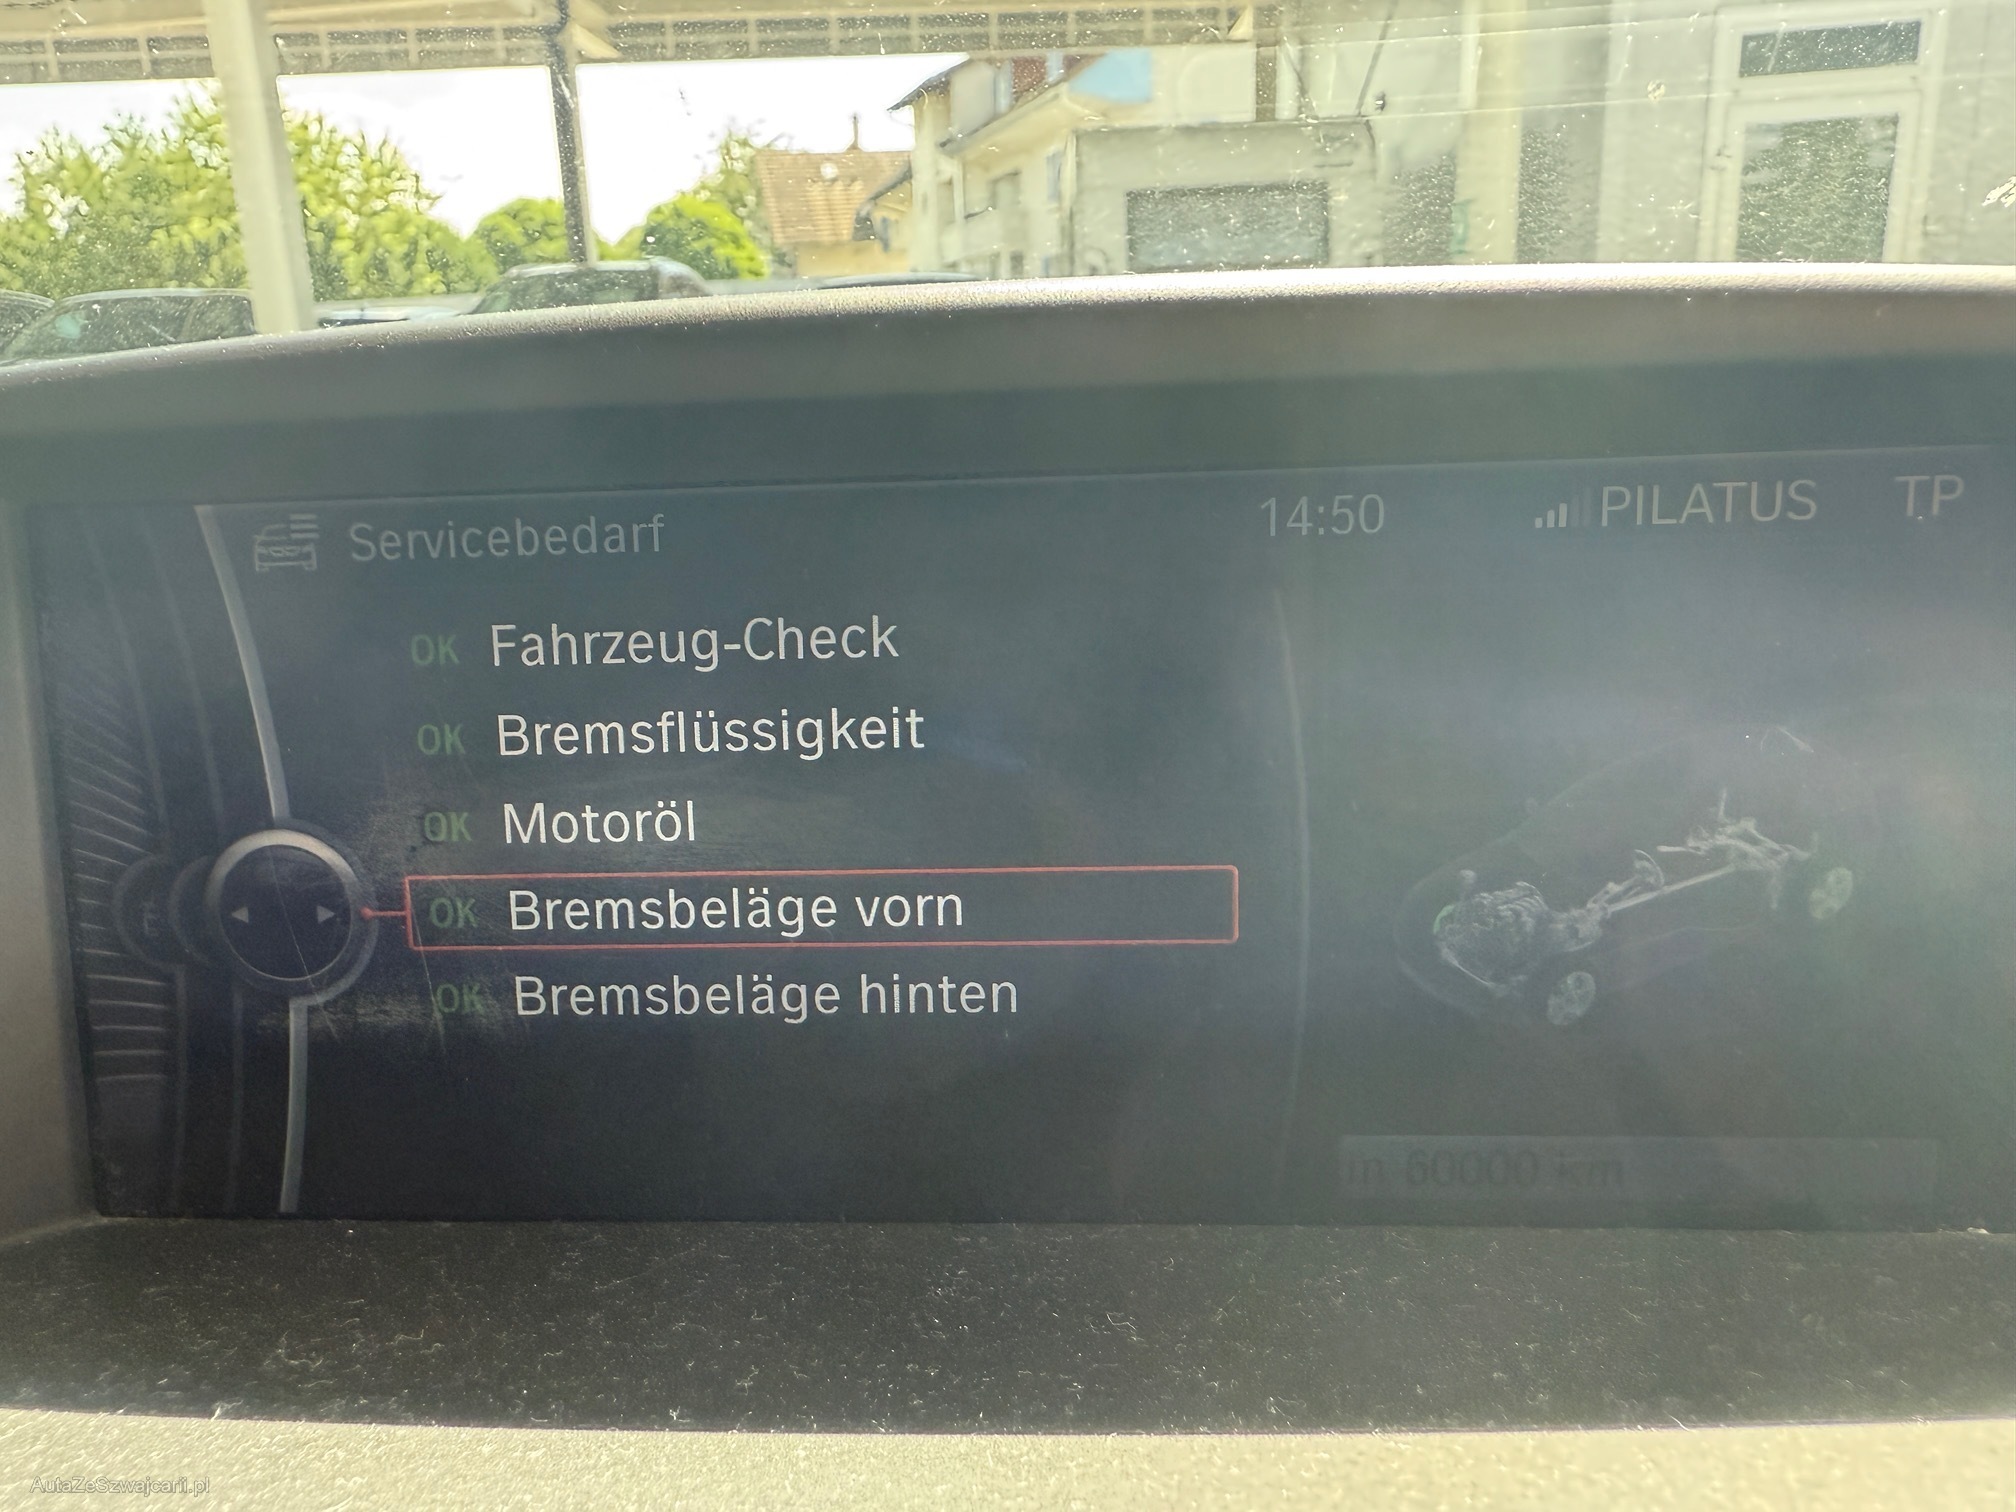 Servicebedarf 14:50 PILATUS TP
OK Fahrzeug-Check
OK Bremsflüssigkeit
OK Motoröl
OK Bremsbeläge vorn
OK Bremsbeläge hinten
in 60000 km
AutaZeSzwajcarii.pl